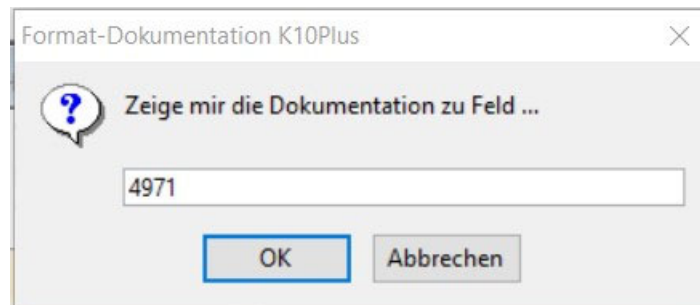 Format-Dokumentation K10Plus
Zeige mir die Dokumentation zu Feld ...
4971
OK
Abbrechen